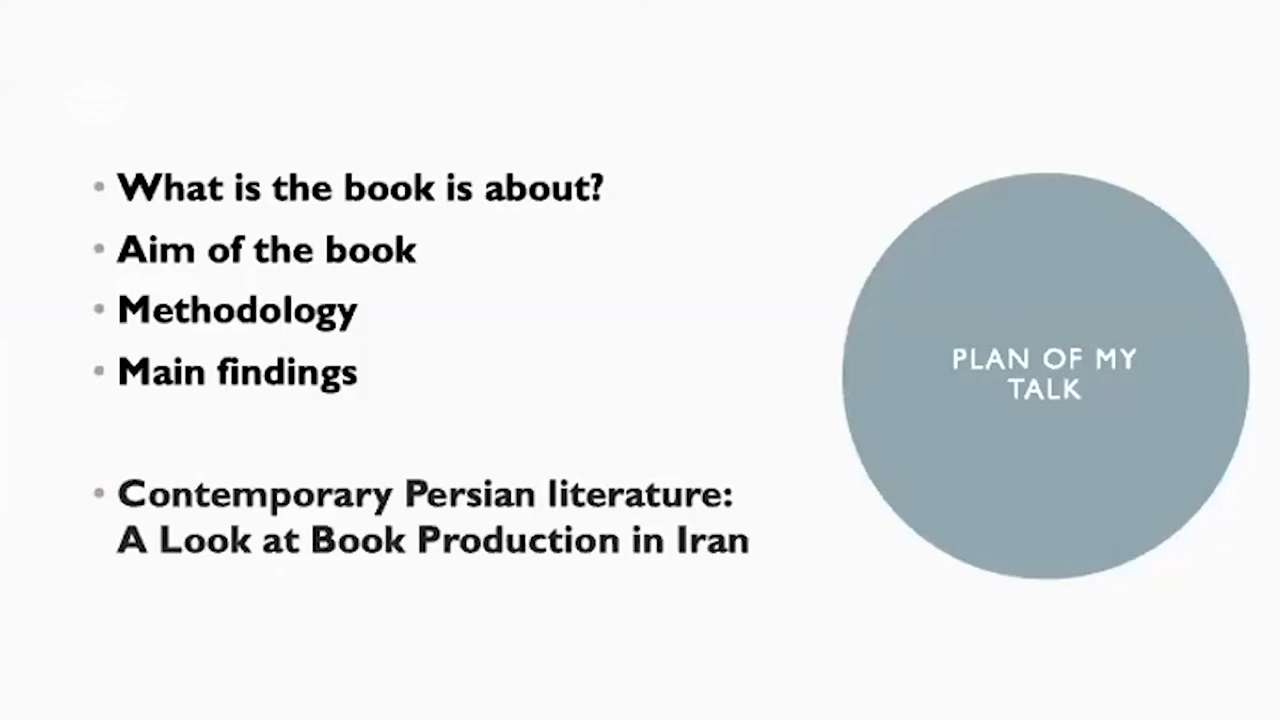 • What is the book is about?
• Aim of the book
• Methodology
• Main findings
• Contemporary Persian literature:
A Look at Book Production in Iran
PLAN OF MY
TALK